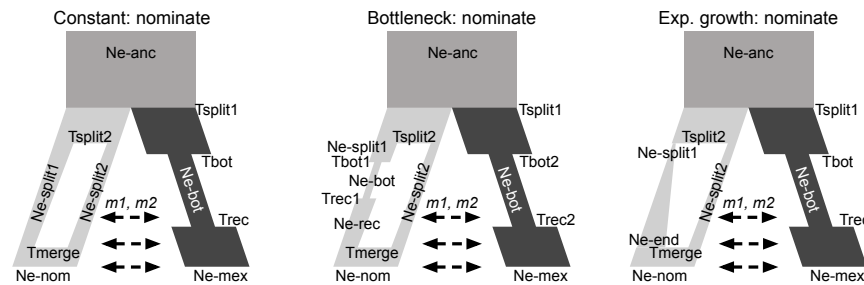 Constant: nominate
Ne-anc
Tsplit1
Tsplit2
Tbot
Ne-split1
Ne-split2
Ne-bot
m1, m2
Trec
Tmerge
Ne-nom
Ne-mex
Bottleneck: nominate
Ne-anc
Tsplit1
Tsplit2
Ne-split1
Tbot1
Tbot2
Ne-bot
Ne-split2
Ne-bot
Trec1
m1, m2
Trec2
Ne-rec
Tmerge
Ne-nom
Ne-mex
Exp. growth: nominate
Ne-anc
Tsplit1
Tsplit2
Ne-split1
Tbot
Ne-split2
Ne-bot
m1, m2
Trec
Ne-end
Tmerge
Ne-nom
Ne-mex